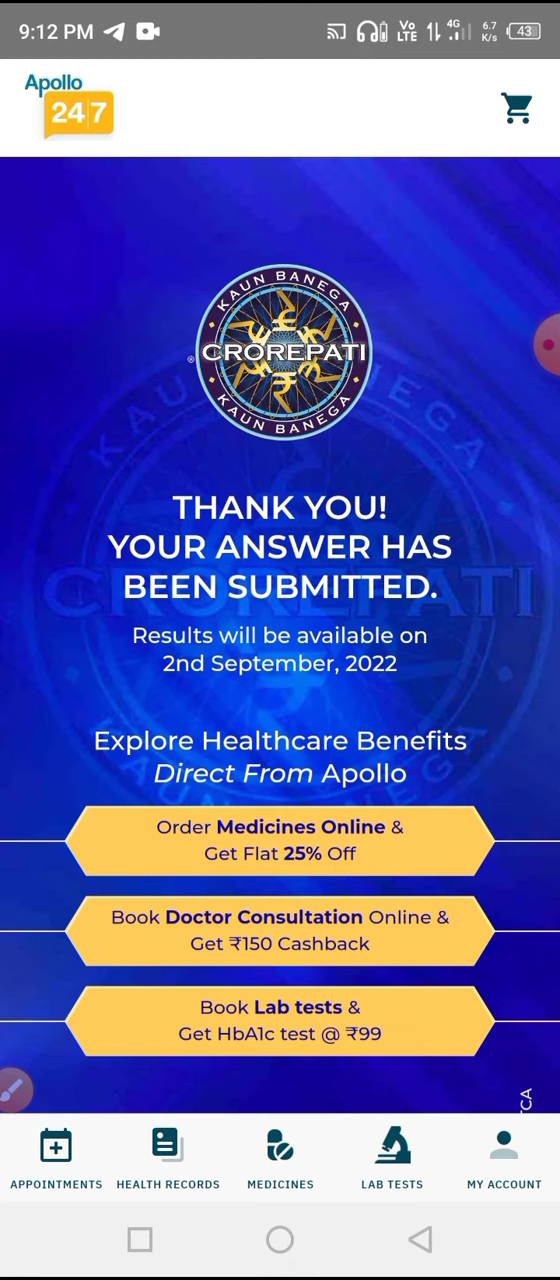 9:12 PM
Vo
LTE
4G
6.7
K/s
43
Apollo
24|7
KAUN BANEGA
® CROREPATI
KAUN BANEGA
THANK YOU!
YOUR ANSWER HAS
BEEN SUBMITTED.
Results will be available on
2nd September, 2022
Explore Healthcare Benefits
Direct From Apollo
Order Medicines Online &
Get Flat 25% Off
Book Doctor Consultation Online &
Get ₹150 Cashback
Book Lab tests &
Get HbA1c test @ ₹99
APPOINTMENTS
HEALTH RECORDS
MEDICINES
LAB TESTS
MY ACCOUNT